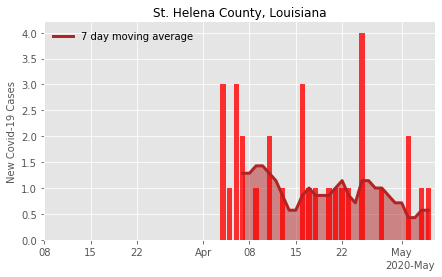 St. Helena County, Louisiana
7 day moving average
New Covid-19 Cases
4.0
3.5
3.0
2.5
2.0
1.5
1.0
0.5
0.0
08 15 22 Apr 08 15 22 May
2020-May